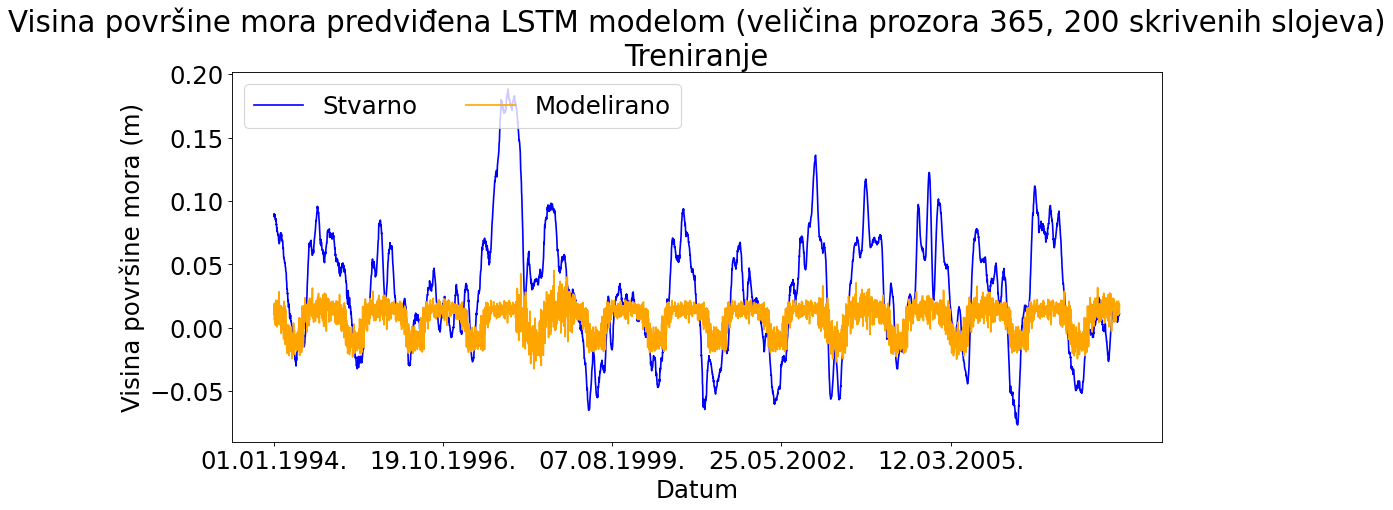 Visina površine mora predviđena LSTM modelom (veličina prozora 365, 200 skrivenih slojeva)
Treniranje
Stvarno Modelirano
Visina površine mora (m)
0.20
0.15
0.10
0.05
0.00
−0.05
01.01.1994. 19.10.1996. 07.08.1999. 25.05.2002. 12.03.2005.
Datum